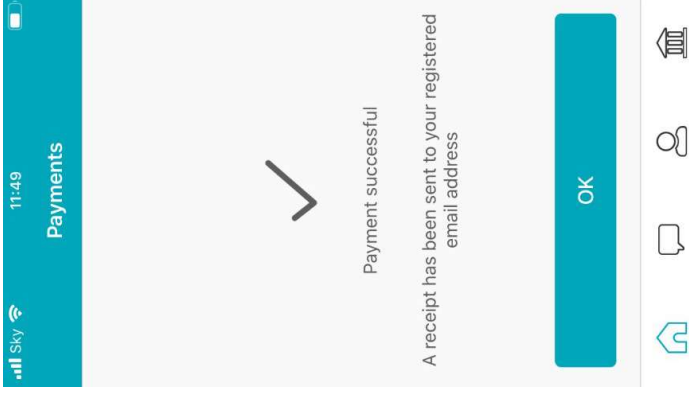 Sky 11:49
Payments
Payment successful
A receipt has been sent to your registered
email address
OK